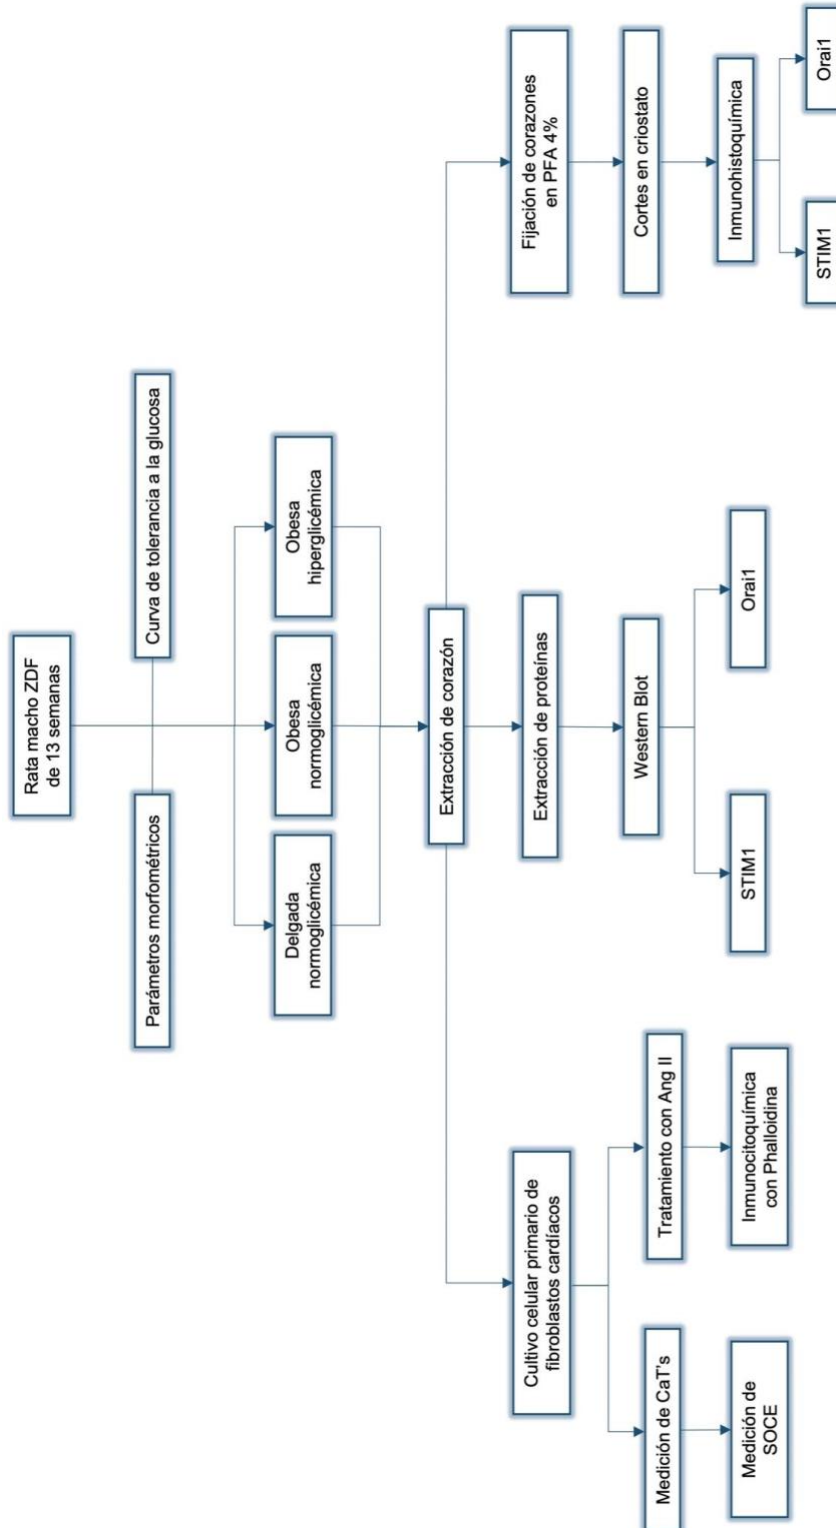 Rata macho ZDF
de 13 semanas
Parámetros morfométricos
Curva de tolerancia a la glucosa
Delgada
normoglicémica
Obesa
normoglicémica
Obesa
hiperglicémica
Extracción de corazón
Cultivo celular primario de
fibroblastos cardíacos
Extracción de proteínas
Fijación de corazones
en PFA 4%
Medición de CaT's
Tratamiento con Ang II
Western Blot
Cortes en criostato
Medición de
SOCE
Inmunocitoquímica
con Phalloidina
STIM1
Orai1
Inmunohistoquímica
STIM1
Orai1